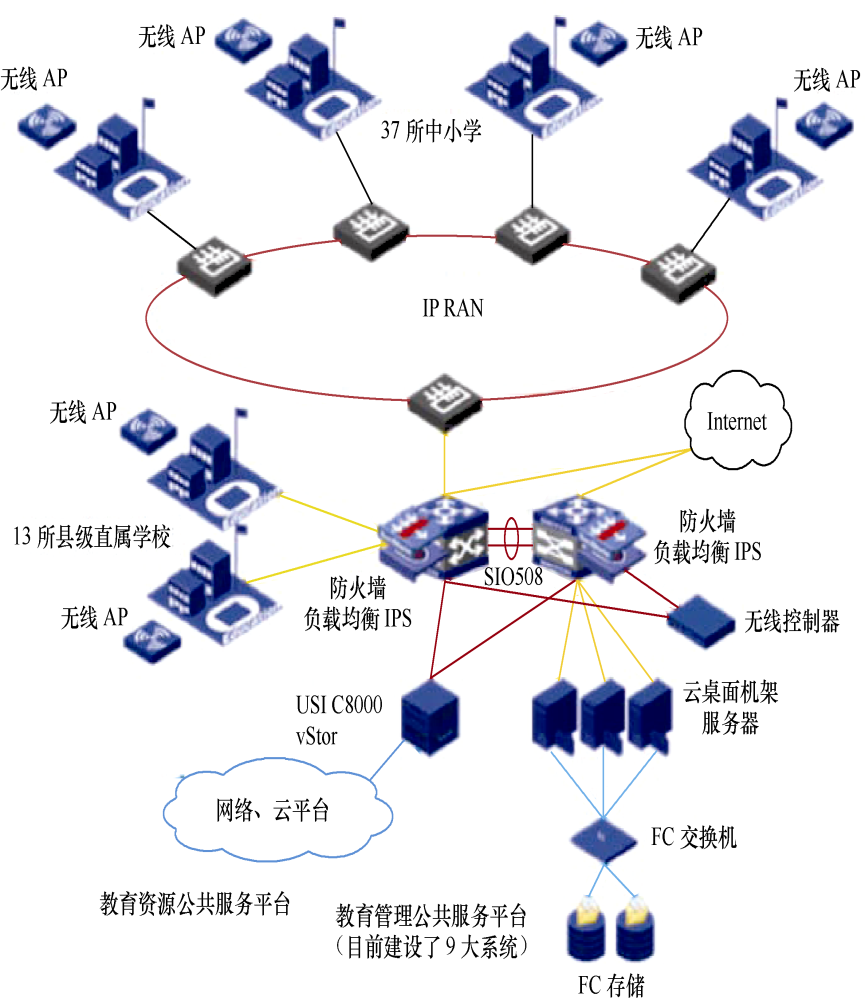 无线 AP
无线 AP
无线 AP
无线 AP
37 所中小学
IP RAN
无线 AP
Internet
13 所县级直属学校
防火墙
负载均衡 IPS
SIO508
防火墙
负载均衡 IPS
无线 AP
无线控制器
USI C8000
vStor
云桌面机架
服务器
网络、云平台
FC 交换机
教育资源公共服务平台
教育管理公共服务平台
（目前建设了 9 大系统）
FC 存储